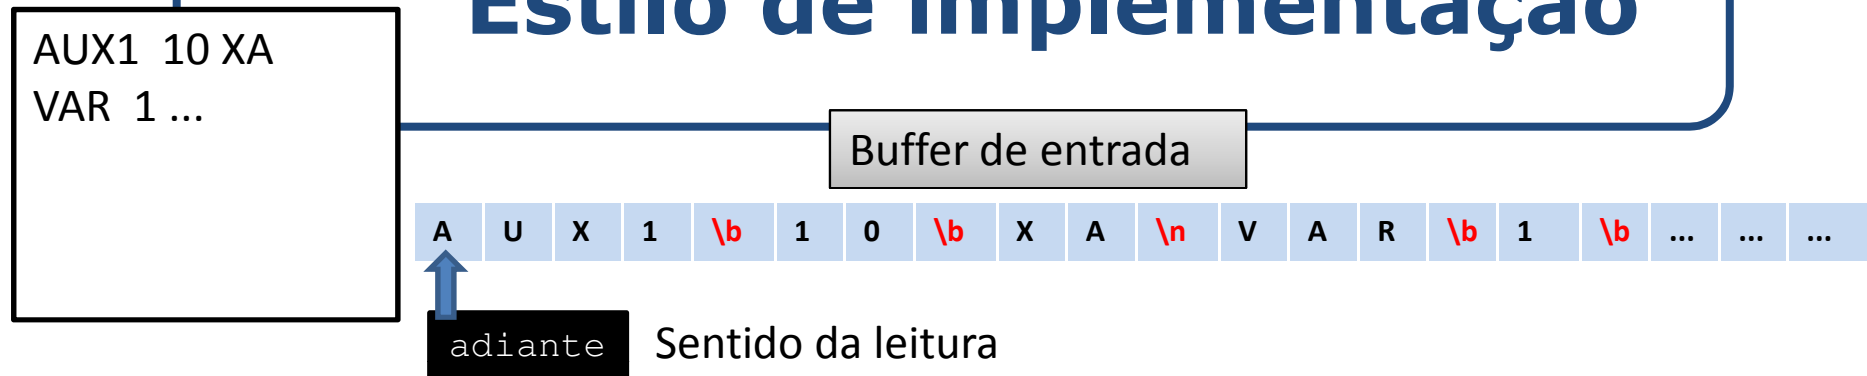 Estilo de implementação
AUX1 10 XA
VAR 1 ...
Buffer de entrada
A U X 1 \b 1 0 \b X A \n V A R \b 1 \b ... ... ...
adiante Sentido da leitura